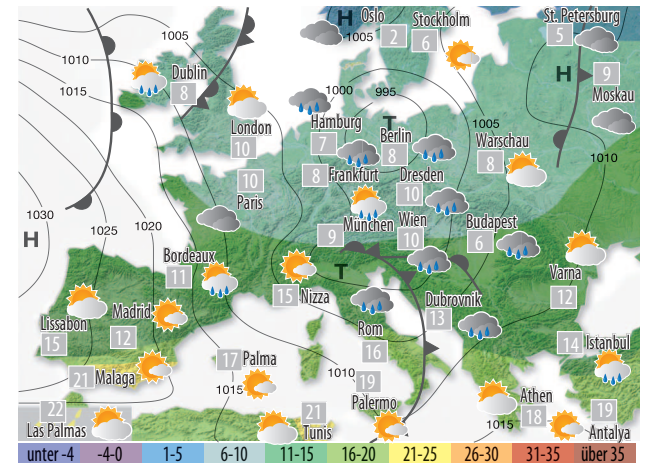 H
Oslo
2
Stockholm
6
St. Petersburg
5
1005
1005
1010
1015
Dublin
8
1000
995
H
9
Moskau
London
10
Hamburg
7
T
Berlin
8
1005
Warschau
8
1010
10
Paris
8
Frankfurt
Dresden
10
1030
1025
1020
H
9
München
Wien
10
Budapest
6
Bordeaux
11
T
15
Nizza
Varna
12
Lissabon
15
Madrid
12
Dubrovnik
13
Rom
16
14
Istanbul
21
Malaga
17
Palma
1015
1010
19
Palermo
22
Las Palmas
21
Tunis
Athen
18
1015
19
Antalya
unter -4
-4-0
1-5
6-10
11-15
16-20
21-25
26-30
31-35
über 35